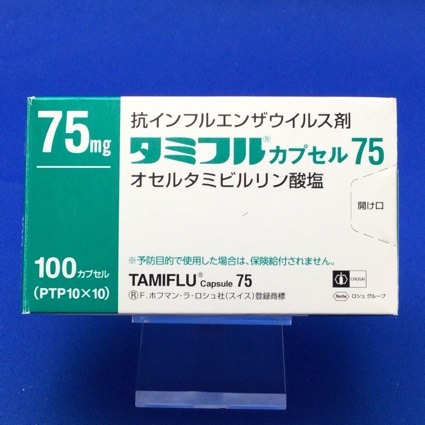 75mg
抗インフルエンザウイルス剤
タミフル®カプセル75
オセルタミビルリン酸塩
開け口
※予防目的で使用した場合は、保険給付されません。
100カプセル
(PTP10×10)
TAMIFLU® Capsule 75
®F.ホフマン・ラ・ロシュ社(スイス)登録商標
CHUGAI
Roche ロシュ グループ